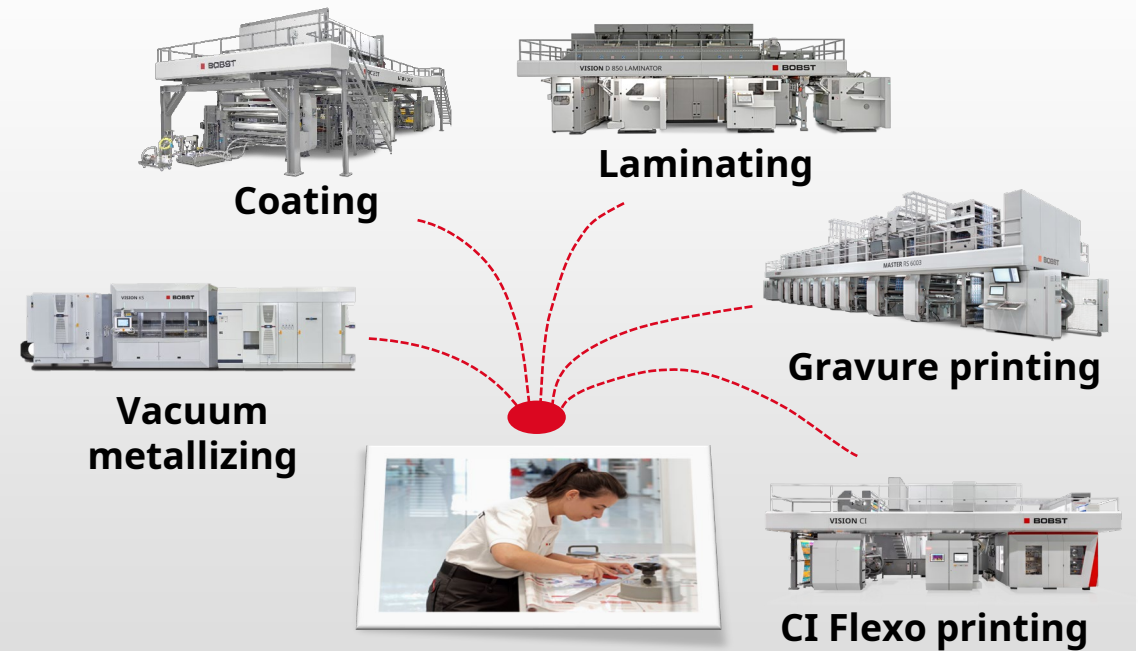 BOBST
VISION D 850 LAMINATOR
BOBST
Laminating
Coating
MASTER RS 6003
BOBST
VISION K5
BOBST
Gravure printing
Vacuum
metallizing
VISION CI
BOBST
CI Flexo printing